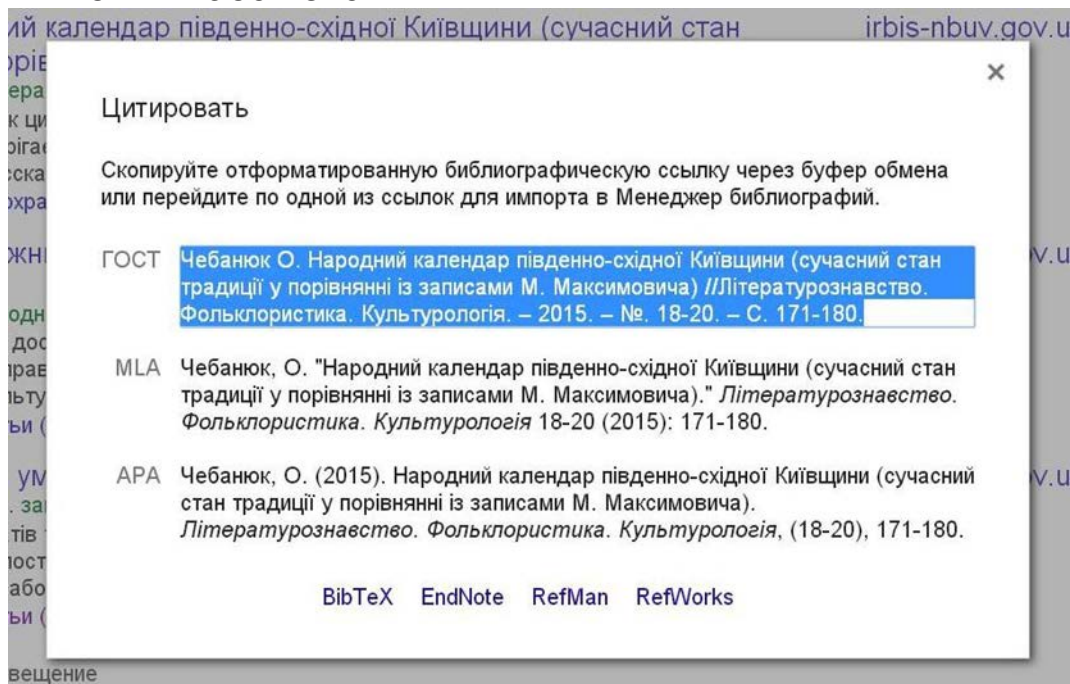 ий календар південно-східної Київщини (сучасний стан irbis-nbuv.gov.u
×
Цитировать
Скопируйте отформатированную библиографическую ссылку через буфер обмена
или перейдите по одной из ссылок для импорта в Менеджер библиографий.
ГОСТ Чебанюк О. Народний календар південно-східної Київщини (сучасний стан
традиції у порівнянні із записами М. Максимовича) //Літературознавство.
Фольклористика. Культурологія. – 2015. – №. 18-20. – С. 171-180.
MLA Чебанюк, О. "Народний календар південно-східної Київщини (сучасний стан
традиції у порівнянні із записами М. Максимовича)." Літературознавство.
Фольклористика. Культурологія 18-20 (2015): 171-180.
APA Чебанюк, О. (2015). Народний календар південно-східної Київщини (сучасний
стан традиції у порівнянні із записами М. Максимовича).
Літературознавство. Фольклористика. Культурологія, (18-20), 171-180.
BibTeX EndNote RefMan RefWorks
вещение